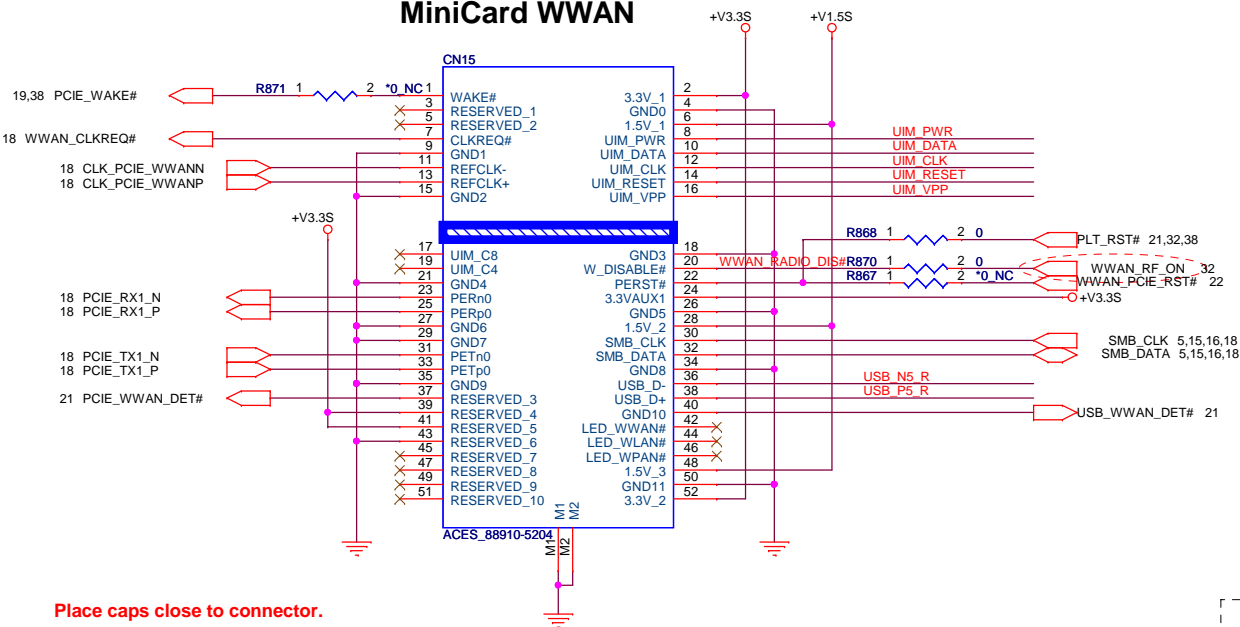 MiniCard WWAN
+V3.3S
+V1.5S
CN15
19,38 PCIE_WAKE#
R871 1 2 *0_NC
1 WAKE#
3 RESERVED_1
5 RESERVED_2
18 WWAN_CLKREQ#
7 CLKREQ#
9 GND1
18 CLK_PCIE_WWANN
11 REFCLK-
18 CLK_PCIE_WWANP
13 REFCLK+
15 GND2
3.3V_1 2
GND0 4
1.5V_1 6
UIM_PWR 8 UIM_PWR
UIM_DATA 10 UIM_DATA
UIM_CLK 12 UIM_CLK
UIM_RESET 14 UIM_RESET
UIM_VPP 16 UIM_VPP
+V3.3S
17 UIM_C8
19 UIM_C4
21 GND4
18 PCIE_RX1_N
23 PERn0
18 PCIE_RX1_P
25 PERp0
27 GND6
29 GND7
18 PCIE_TX1_N
31 PETn0
18 PCIE_TX1_P
33 PETp0
35 GND9
21 PCIE_WWAN_DET#
37 RESERVED_3
39 RESERVED_4
41 RESERVED_5
43 RESERVED_6
45 RESERVED_7
47 RESERVED_8
49 RESERVED_9
51 RESERVED_10
GND3 18
R868 1 2 0 PLT_RST# 21,32,38
W_DISABLE# 20 WWAN_RADIO_DIS# R870 1 2 0 WWAN_RF_ON 32
PERST# 22 R867 1 2 *0_NC WWAN_PCIE_RST# 22
3.3VAUX1 24 +V3.3S
GND5 26
1.5V_2 28
SMB_CLK 30 SMB_CLK 5,15,16,18
SMB_DATA 32 SMB_DATA 5,15,16,18
GND8 34
USB_D- 36 USB_N5_R
USB_D+ 38 USB_P5_R
GND10 40 USB_WWAN_DET# 21
LED_WWAN# 42
LED_WLAN# 44
LED_WPAN# 46
1.5V_3 48
GND11 50
3.3V_2 52
M1
M2
ACES_88910-5204
M1
M2
Place caps close to connector.